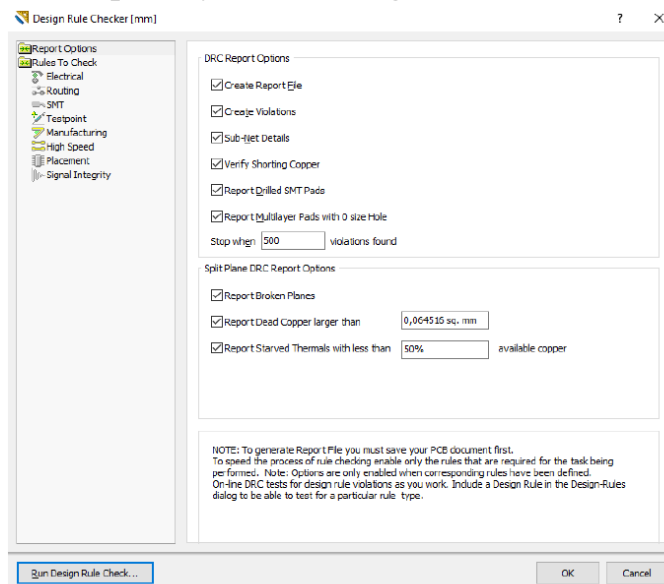 Design Rule Checker [mm]
?
Report Options
Rules To Check
Electrical
Routing
SMT
Testpoint
Manufacturing
High Speed
Placement
Signal Integrity
DRC Report Options
Create Report File
Create Violations
Sub-Net Details
Verify Shorting Copper
Report Drilled SMT Pads
Report Multilayer Pads with 0 size Hole
Stop when 500 violations found
Split Plane DRC Report Options
Report Broken Planes
Report Dead Copper larger than 0,064516 sq. mm
Report Starved Thermals with less than 50% available copper
NOTE: To generate Report File you must save your PCB document first.
To speed the process of rule checking enable only the rules that are required for the task being
performed. Note: Options are only enabled when corresponding rules have been defined.
On-line DRC tests for design rule violations as you work. Include a Design Rule in the Design-Rules
dialog to be able to test for a particular rule type.
Run Design Rule Check...
OK
Cancel